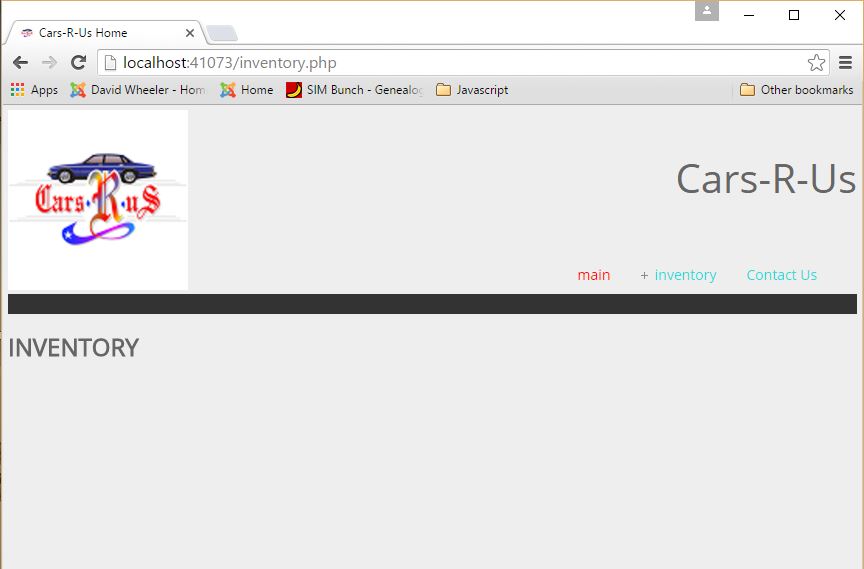 Cars-R-Us Home
localhost:41073/inventory.php
Apps David Wheeler - Hom Home SIM Bunch - Genealog Javascript Other bookmarks
Cars·R·uS
Cars-R-Us
main + inventory Contact Us
INVENTORY